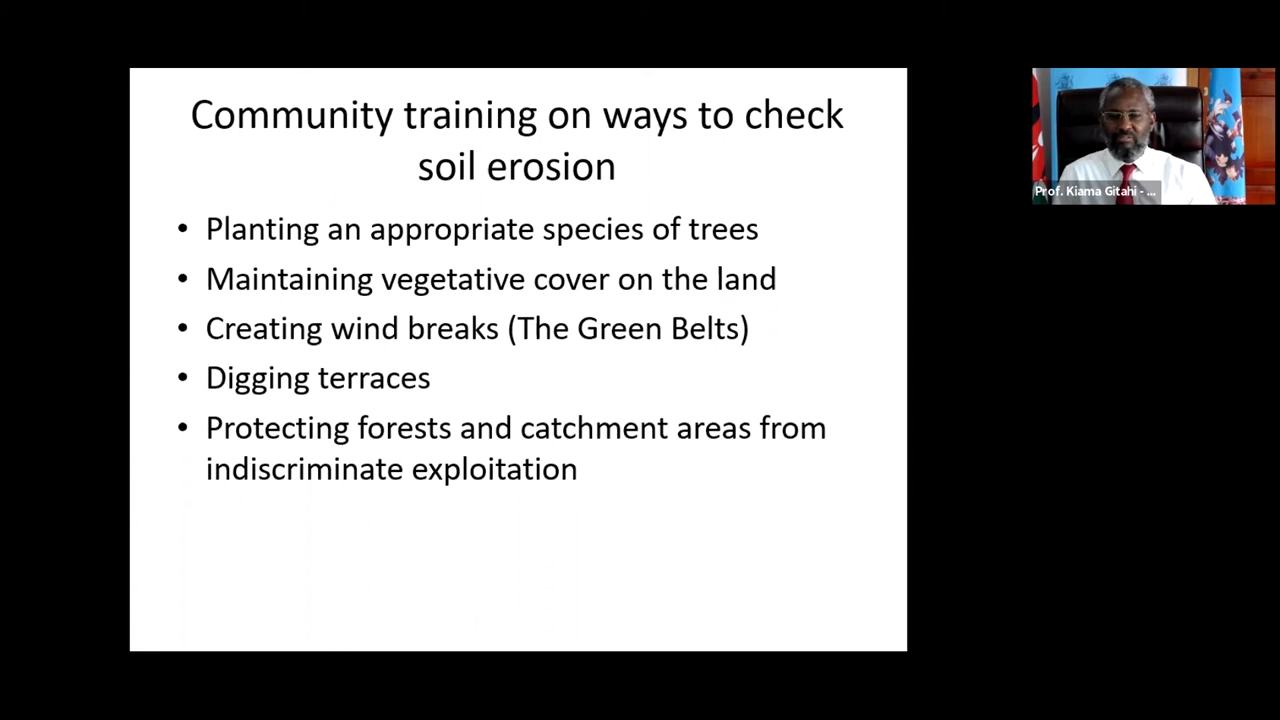 Community training on ways to check
soil erosion
• Planting an appropriate species of trees
• Maintaining vegetative cover on the land
• Creating wind breaks (The Green Belts)
• Digging terraces
• Protecting forests and catchment areas from
indiscriminate exploitation
Prof. Kiama Gitahi - ...